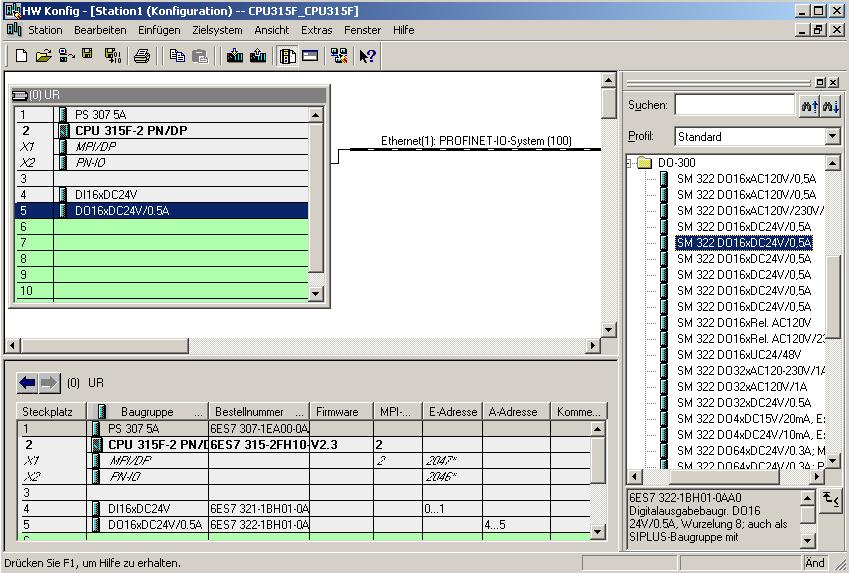 HW Konfig - [Station1 (Konfiguration) -- CPU315F_CPU315F]
Station Bearbeiten Einfügen Zielsystem Ansicht Extras Fenster Hilfe
(0) UR
1 PS 307 5A
2 CPU 315F-2 PN/DP
X1 MPI/DP
X2 PN-IO
3
4 DI16xDC24V
5 DO16xDC24V/0.5A
6
7
8
9
10
Ethernet(1): PROFINET-IO-System (100)
Suchen:
Profil: Standard
DO-300
SM 322 DO16xAC120V/0,5A
SM 322 DO16xAC120V/0,5A
SM 322 DO16xAC120V/230V/
SM 322 DO16xDC24V/0,5A
SM 322 DO16xDC24V/0,5A
SM 322 DO16xDC24V/0,5A
SM 322 DO16xDC24V/0,5A
SM 322 DO16xDC24V/0,5A
SM 322 DO16xDC24V/0,5A
SM 322 DO16xRel. AC120V
SM 322 DO16xRel. AC120V/23
SM 322 DO16xUC24/48V
SM 322 DO32xAC120-230V/1A
SM 322 DO32xAC120V/1A
SM 322 DO32xDC24V/0.5A
SM 322 DO4xDC15V/20mA, Ex
SM 322 DO4xDC24V/10mA, Ex
SM 322 DO64xDC24V/0.3A; M
SM 322 DO64xDC24V/0.3A; P
6ES7 322-1BH01-0AA0
Digitalausgabebaugr. DO16
24V/0.5A, Wurzelung 8; auch als
SIPLUS-Baugruppe mit
(0) UR
Steckplatz Baugruppe ... Bestellnummer ... Firmware MPI-... E-Adresse A-Adresse Komme...
1 PS 307 5A 6ES7 307-1EA00-0A
2 CPU 315F-2 PN/D 6ES7 315-2FH10- V2.3 2
X1 MPI/DP 2 2047*
X2 PN-IO 2046*
3
4 DI16xDC24V 6ES7 321-1BH01-0A 0...1
5 DO16xDC24V/0.5A 6ES7 322-1BH01-0A 4...5
6
Drücken Sie F1, um Hilfe zu erhalten.
Änd